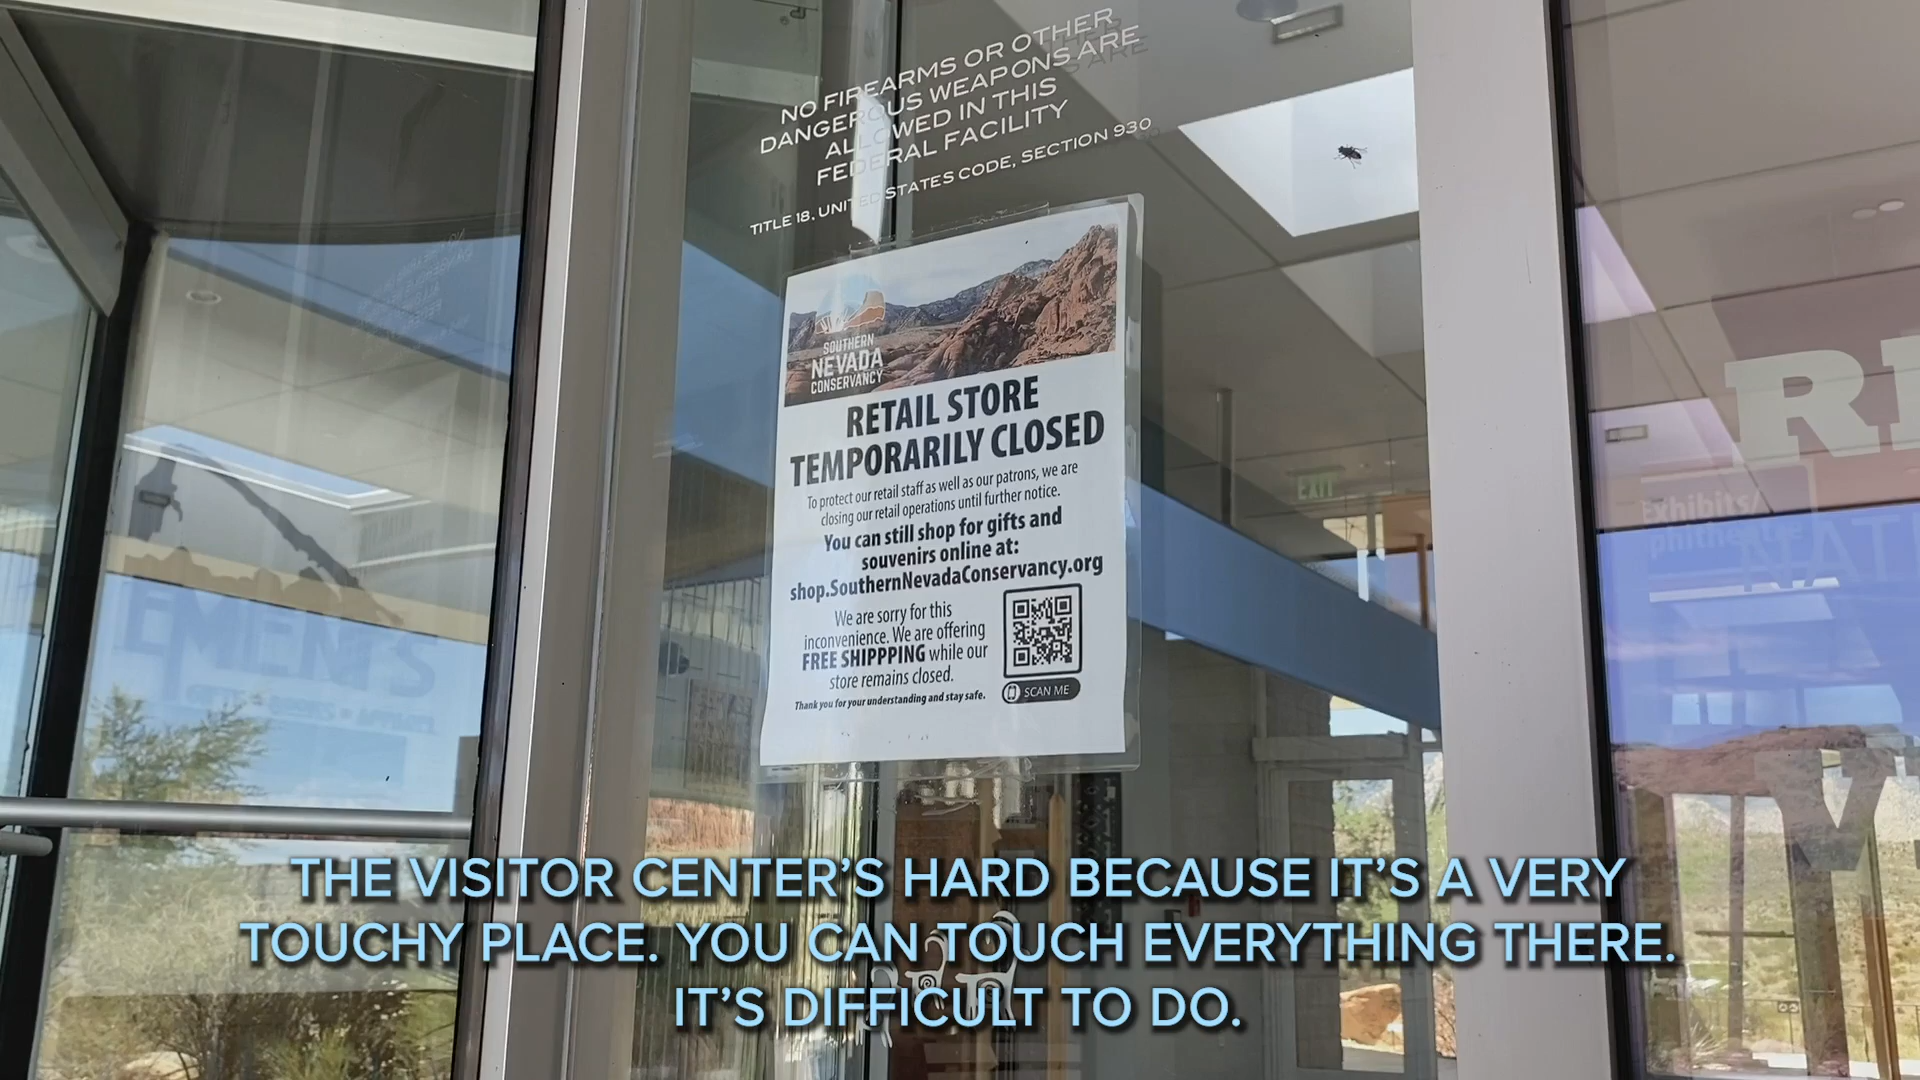 NO FIREARMS OR OTHER
DANGEROUS WEAPONS ARE
ALLOWED IN THIS
FEDERAL FACILITY
TITLE 18, UNITED STATES CODE, SECTION 930
SOUTHERN
NEVADA
CONSERVANCY
RETAIL STORE
TEMPORARILY CLOSED
To protect our retail staff as well as our patrons, we are
closing our retail operations until further notice.
You can still shop for gifts and
souvenirs online at:
shop.SouthernNevadaConservancy.org
We are sorry for this
inconvenience. We are offering
FREE SHIPPPING while our
store remains closed.
Thank you for your understanding and stay safe.
SCAN ME
EXIT
Exhibits/
THE VISITOR CENTER'S HARD BECAUSE IT'S A VERY
TOUCHY PLACE. YOU CAN TOUCH EVERYTHING THERE.
IT'S DIFFICULT TO DO.